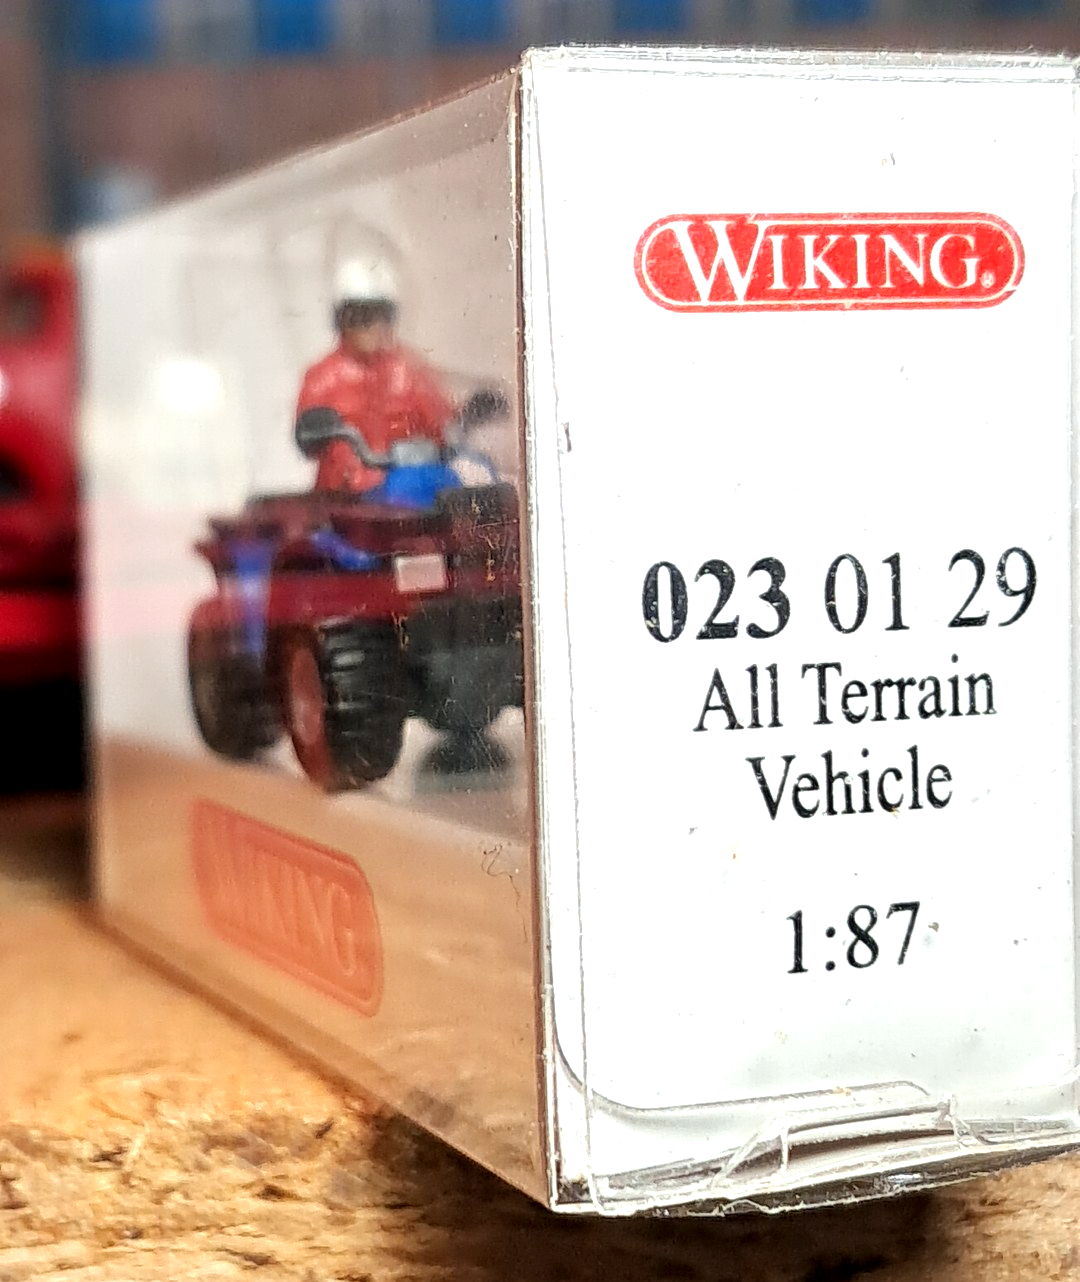 WIKING
023 01 29
All Terrain
Vehicle
1:87
WIKING